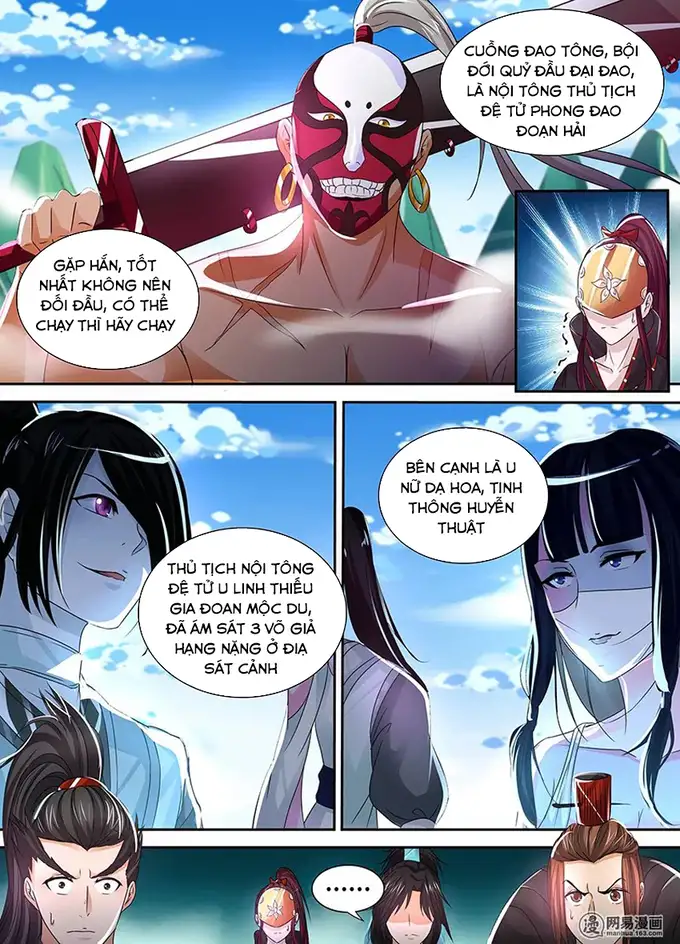 CUỒNG ĐAO TÔNG, BỘI
ĐỚI QUỶ ĐẦU ĐẠI ĐAO,
LÀ NỘI TÔNG THỦ TỊCH
ĐỆ TỬ PHONG ĐAO
ĐOẠN HẢI
GẶP HẮN, TỐT
NHẤT KHÔNG NÊN
ĐỐI ĐẦU, CÓ THỂ
CHẠY THÌ HÃY CHẠY
BÊN CẠNH LÀ U
NỮ DẠ HOA, TINH
THÔNG HUYỄN
THUẬT
THỦ TỊCH NỘI TÔNG
ĐỆ TỬ U LINH THIẾU
GIA ĐOAN MỘC DU,
ĐÃ ÁM SÁT 3 VÕ GIẢ
HẠNG NẶNG Ở ĐỊA
SÁT CẢNH
......
网易漫画
manhua.163.com